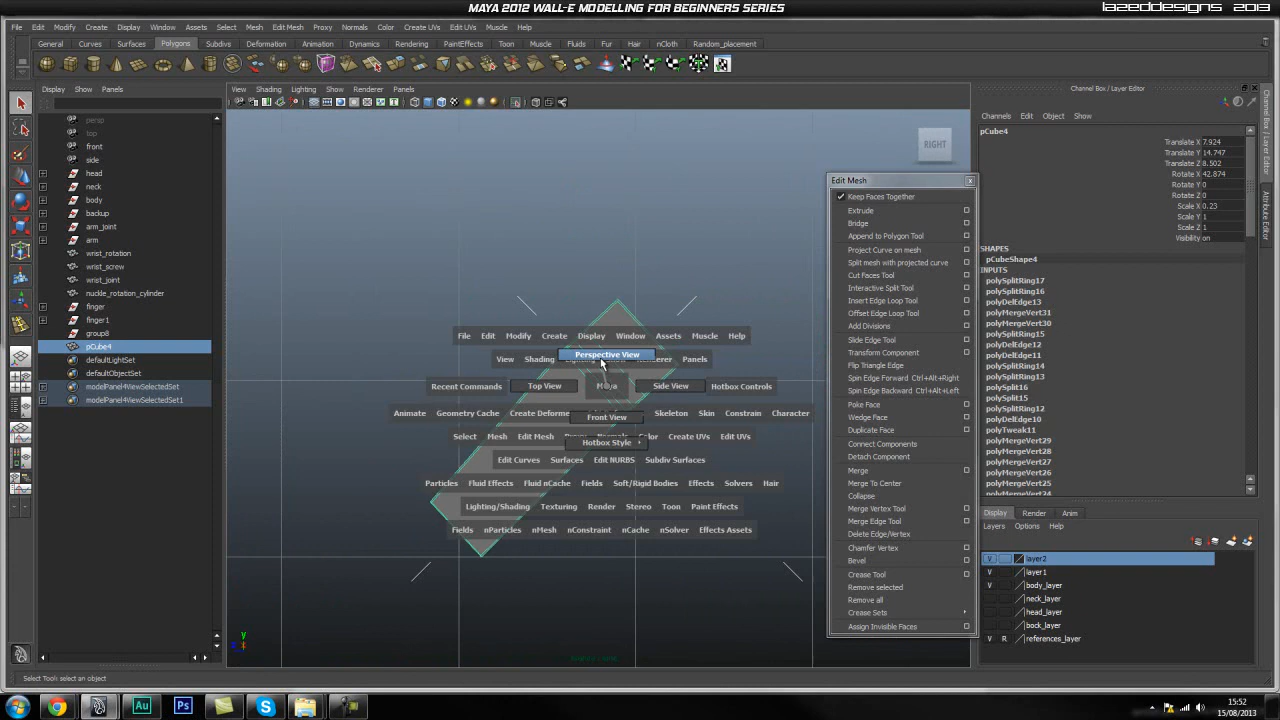 MAYA 2012 WALL-E MODELLING FOR BEGINNERS SERIES
LAZEDDESIGNS 2013
File Edit Modify Create Display Window Assets Select Mesh Edit Mesh Proxy Normals Color Create UVs Edit UVs Muscle Help
General Curves Surfaces Polygons Subdivs Deformation Animation Dynamics Rendering PaintEffects Toon Muscle Fluids Fur Hair nCloth Random_placement
Display Show Panels
View Shading Lighting Show Renderer Panels
Channel Box / Layer Editor
Channels Edit Object Show
persp
top
front
side
head
neck
body
backup
arm_joint
arm
wrist_rotation
wrist_screw
wrist_joint
nuckle_rotation_cylinder
finger
finger1
group8
pCube4
defaultLightSet
defaultObjectSet
modelPanel4ViewSelectedSet
modelPanel4ViewSelectedSet1
RIGHT
File Edit Modify Create Display Window Assets Muscle Help
Perspective View
View Shading Panels
Recent Commands Top View Side View Hotbox Controls
Animate Geometry Cache Create Deforme Skeleton Skin Constrain Character
Front View
Select Mesh Edit Mesh Color Create UVs Edit UVs
Hotbox Style
Edit Curves Surfaces Edit NURBS Subdiv Surfaces
Particles Fluid Effects Fluid nCache Fields Soft/Rigid Bodies Effects Solvers Hair
Lighting/Shading Texturing Render Stereo Toon Paint Effects
Fields nParticles nMesh nConstraint nCache nSolver Effects Assets
Edit Mesh
Keep Faces Together
Extrude
Bridge
Append to Polygon Tool
Project Curve on mesh
Split mesh with projected curve
Cut Faces Tool
Interactive Split Tool
Insert Edge Loop Tool
Offset Edge Loop Tool
Add Divisions
Slide Edge Tool
Transform Component
Flip Triangle Edge
Spin Edge Forward Ctrl+Alt+Right
Spin Edge Backward Ctrl+Alt+Left
Poke Face
Wedge Face
Duplicate Face
Connect Components
Detach Component
Merge
Merge To Center
Collapse
Merge Vertex Tool
Merge Edge Tool
Delete Edge/Vertex
Chamfer Vertex
Bevel
Crease Tool
Remove selected
Remove all
Crease Sets
Assign Invisible Faces
pCube4
Translate X 7.924
Translate Y 14.747
Translate Z 8.502
Rotate X 42.874
Rotate Y 0
Rotate Z 0
Scale X 0.23
Scale Y 1
Scale Z 1
Visibility on
SHAPES
pCubeShape4
INPUTS
polySplitRing17
polySplitRing16
polyDelEdge13
polyMergeVert31
polyMergeVert30
polySplitRing15
polyDelEdge12
polyDelEdge11
polySplitRing14
polySplitRing13
polySplit16
polySplit15
polySplitRing12
polyDelEdge10
polyTweak11
polyMergeVert29
polyMergeVert28
polyMergeVert27
polyMergeVert26
polyMergeVert25
polyMergeVert24
Display Render Anim
Layers Options Help
V layer2
V layer1
V body_layer
neck_layer
head_layer
bock_layer
V R references_layer
Channel Box / Layer Editor
Attribute Editor
Select Tool: select an object
15:52
15/08/2013